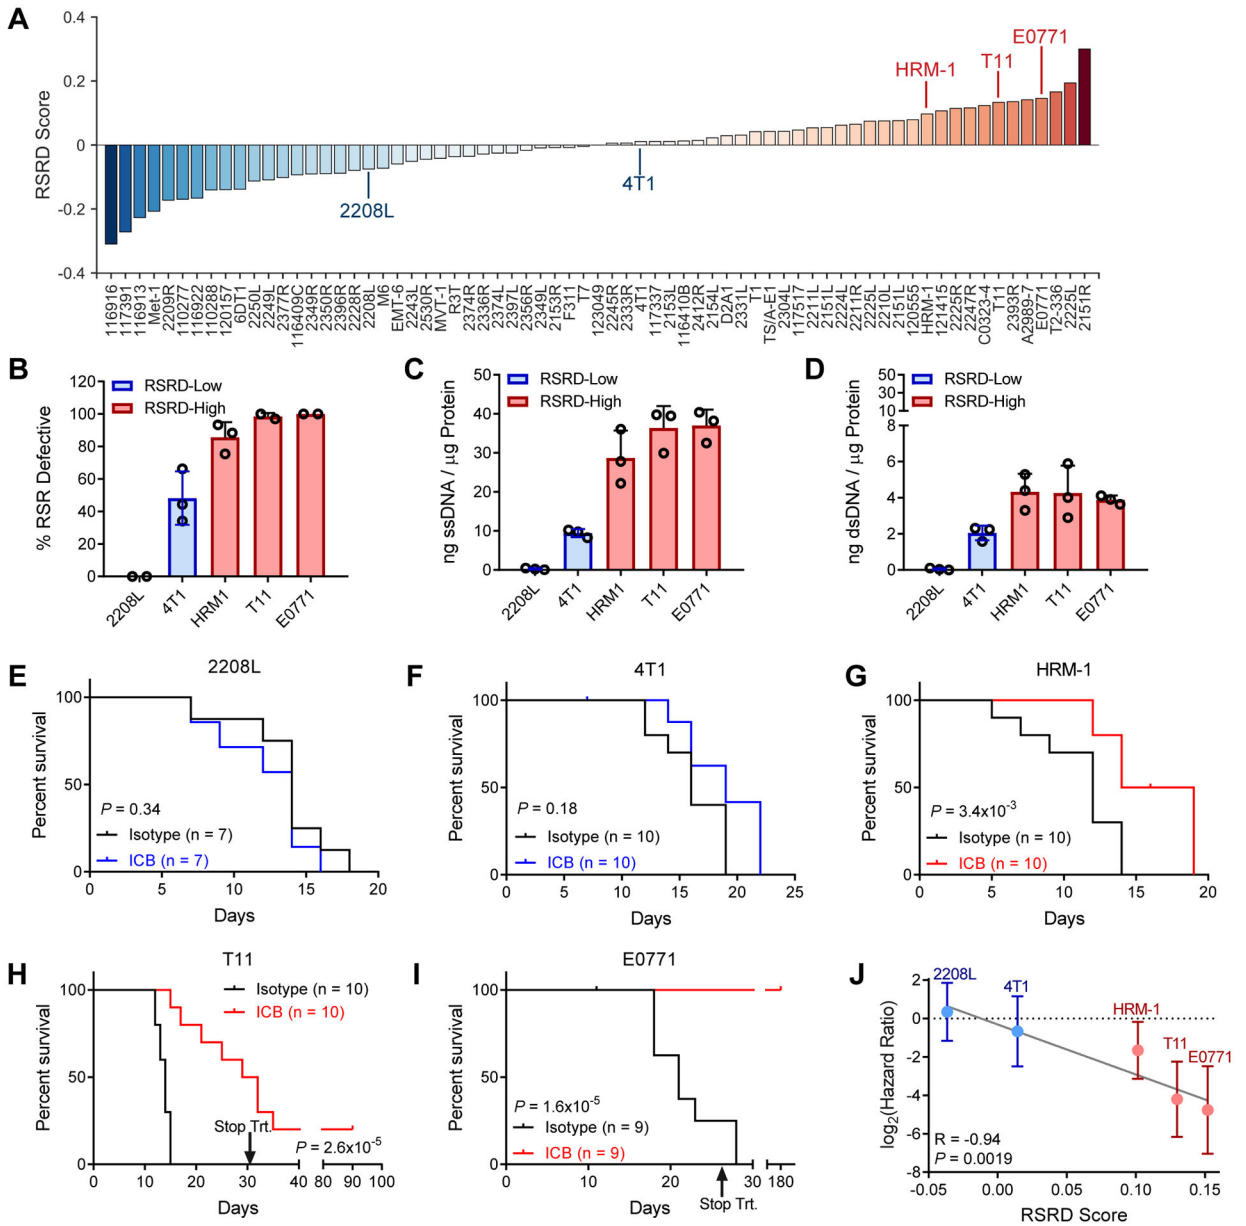 A
0.4
0.2
0
-0.2
-0.4
RSRD Score
2208L
4T1
HRM-1
T11
E0771
116916
117391
116913
Met-1
2209R
110277
116922
110288
120157
6DT1
2250L
2249L
2377R
116409C
2349R
2350R
2396R
2228R
2208L
M6
EMT-6
2243L
2530R
MVT-1
R3T
2374R
2336R
2374L
2397L
2356R
2349L
2153R
F311
T7
123049
2245R
2333R
4T1
117337
2153L
116410B
2412R
2154L
D2A1
2331L
T1
TS/A-E1
2304L
117517
2211L
2151L
2224L
2211R
2225L
2210L
2151L
120555
HRM-1
121415
2225R
2247R
C0323-4
T11
2393R
A2989-7
E0771
T2-336
2225L
2151R
B
120
100
80
60
40
20
0
% RSR Defective
RSRD-Low
RSRD-High
2208L
4T1
HRM1
T11
E0771
C
50
40
30
20
10
0
ng ssDNA / μg Protein
RSRD-Low
RSRD-High
2208L
4T1
HRM1
T11
E0771
D
50
30
10
8
6
4
2
0
ng dsDNA / μg Protein
RSRD-Low
RSRD-High
2208L
4T1
HRM1
T11
E0771
E
2208L
Percent survival
100
50
0
P = 0.34
Isotype (n = 7)
ICB (n = 7)
0 5 10 15 20
Days
F
4T1
Percent survival
100
50
0
P = 0.18
Isotype (n = 10)
ICB (n = 10)
0 5 10 15 20 25
Days
G
HRM-1
Percent survival
100
50
0
P = 3.4x10-3
Isotype (n = 10)
ICB (n = 10)
0 5 10 15 20
Days
H
T11
Percent survival
100
50
0
Isotype (n = 10)
ICB (n = 10)
Stop Trt.
P = 2.6x10-5
0 10 20 30 40 80 90 100
Days
I
E0771
Percent survival
100
50
0
P = 1.6x10-5
Isotype (n = 9)
ICB (n = 9)
0 10 20 30 180
Days
Stop Trt.
J
2
0
-2
-4
-6
-8
log2(Hazard Ratio)
2208L
4T1
HRM-1
T11
E0771
R = -0.94
P = 0.0019
-0.05 0.00 0.05 0.10 0.15
RSRD Score